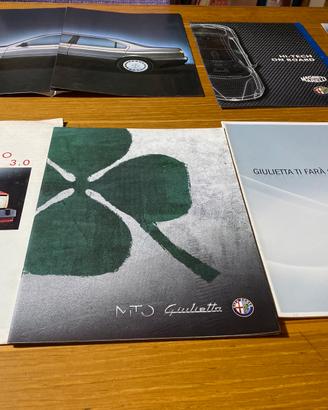 HI-TECH
ON BOARD
O
3.0
GIULIETTA TI FARÀ
MiTo Giulietta